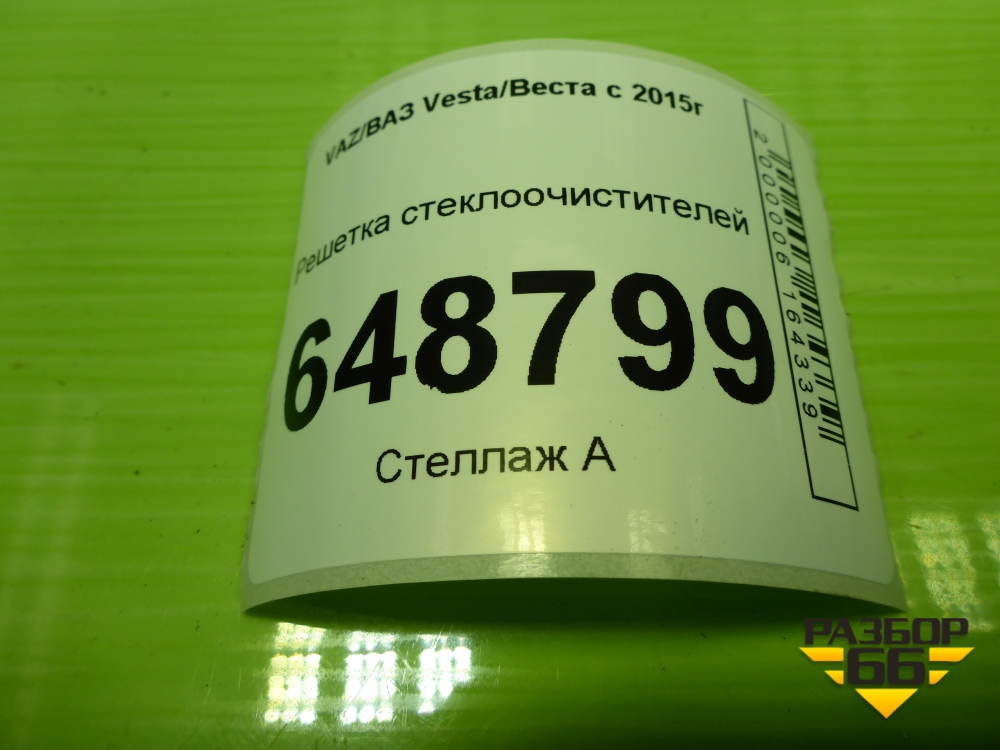 VAZ/ВАЗ Vesta/Веста с 2015г
Решетка стеклоочистителей
648799
Стеллаж А
2000006164339
РАЗБОР
66